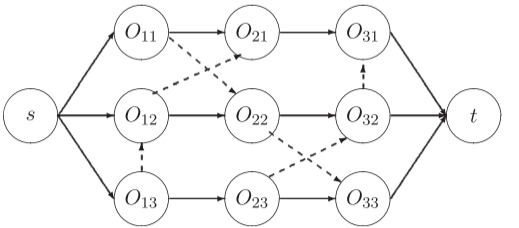 O₁₁ O₂₁ O₃₁
s O₁₂ O₂₂ O₃₂ t
O₁₃ O₂₃ O₃₃